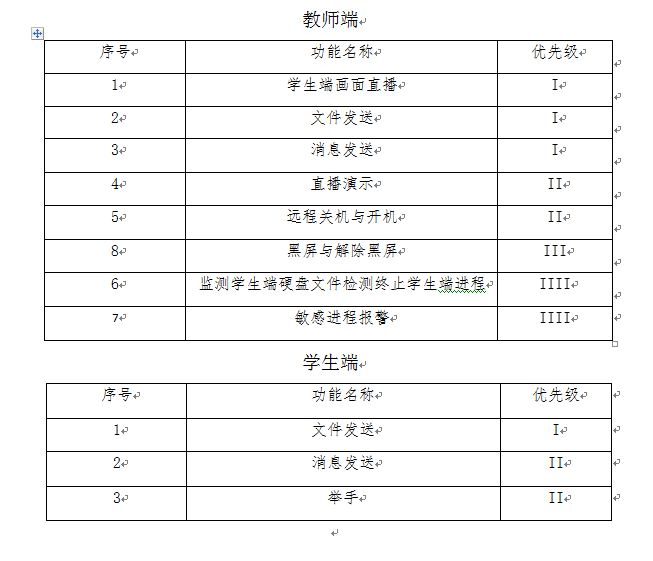 教师端
序号 功能名称 优先级
1 学生端画面直播 I
2 文件发送 I
3 消息发送 I
4 直播演示 II
5 远程关机与开机 II
8 黑屏与解除黑屏 III
6 监测学生端硬盘文件检测终止学生端进程 IIII
7 敏感进程报警 IIII
学生端
序号 功能名称 优先级
1 文件发送 I
2 消息发送 II
3 举手 II